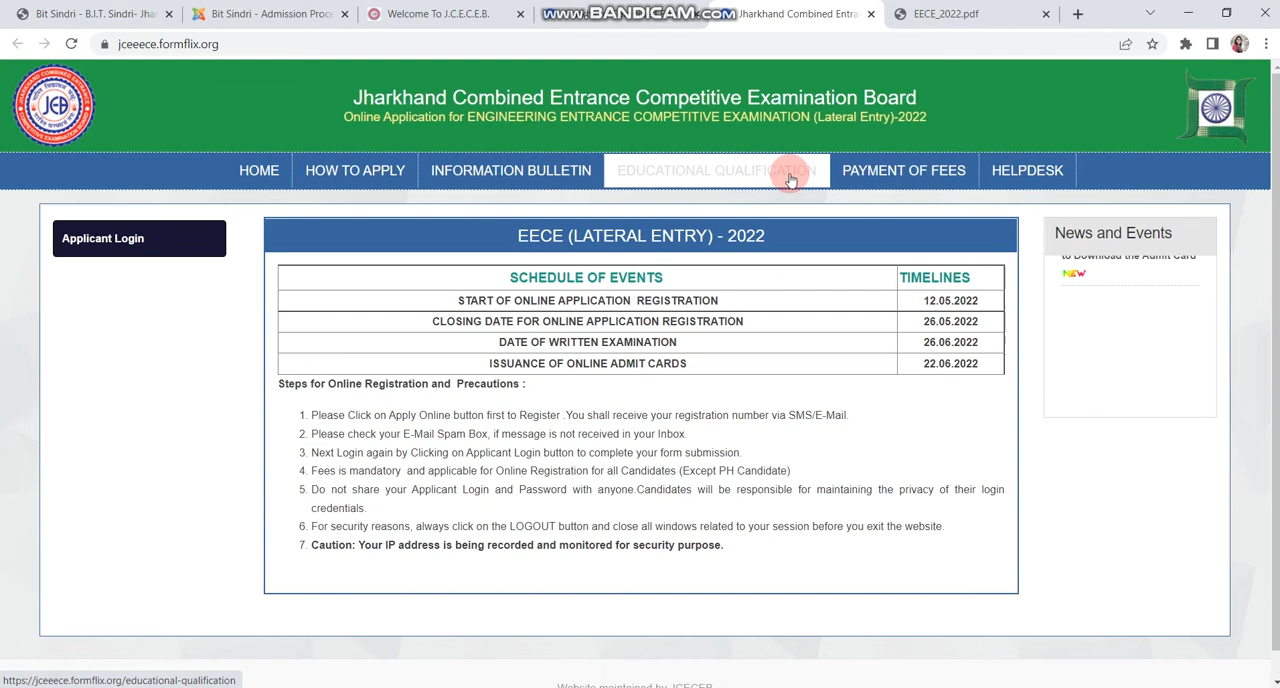 Bit Sindri - B.I.T. Sindri- Jha
Bit Sindri - Admission Proce
Welcome To J.C.E.C.E.B.
www.BANDICAM.com
Jharkhand Combined Entra
EECE_2022.pdf
jceeece.formflix.org
JCEB
Jharkhand Combined Entrance Competitive Examination Board
Online Application for ENGINEERING ENTRANCE COMPETITIVE EXAMINATION (Lateral Entry)-2022
HOME HOW TO APPLY INFORMATION BULLETIN EDUCATIONAL QUALIFICATION PAYMENT OF FEES HELPDESK
Applicant Login
EECE (LATERAL ENTRY) - 2022
SCHEDULE OF EVENTS TIMELINES
START OF ONLINE APPLICATION REGISTRATION 12.05.2022
CLOSING DATE FOR ONLINE APPLICATION REGISTRATION 26.05.2022
DATE OF WRITTEN EXAMINATION 26.06.2022
ISSUANCE OF ONLINE ADMIT CARDS 22.06.2022
Steps for Online Registration and Precautions :
1. Please Click on Apply Online button first to Register .You shall receive your registration number via SMS/E-Mail.
2. Please check your E-Mail Spam Box, if message is not received in your Inbox.
3. Next Login again by Clicking on Applicant Login button to complete your form submission.
4. Fees is mandatory and applicable for Online Registration for all Candidates (Except PH Candidate)
5. Do not share your Applicant Login and Password with anyone.Candidates will be responsible for maintaining the privacy of their login
credentials.
6. For security reasons, always click on the LOGOUT button and close all windows related to your session before you exit the website.
7. Caution: Your IP address is being recorded and monitored for security purpose.
News and Events
to Download the Admit Card
NEW
https://jceeece.formflix.org/educational-qualification
Website maintained by JCECEB